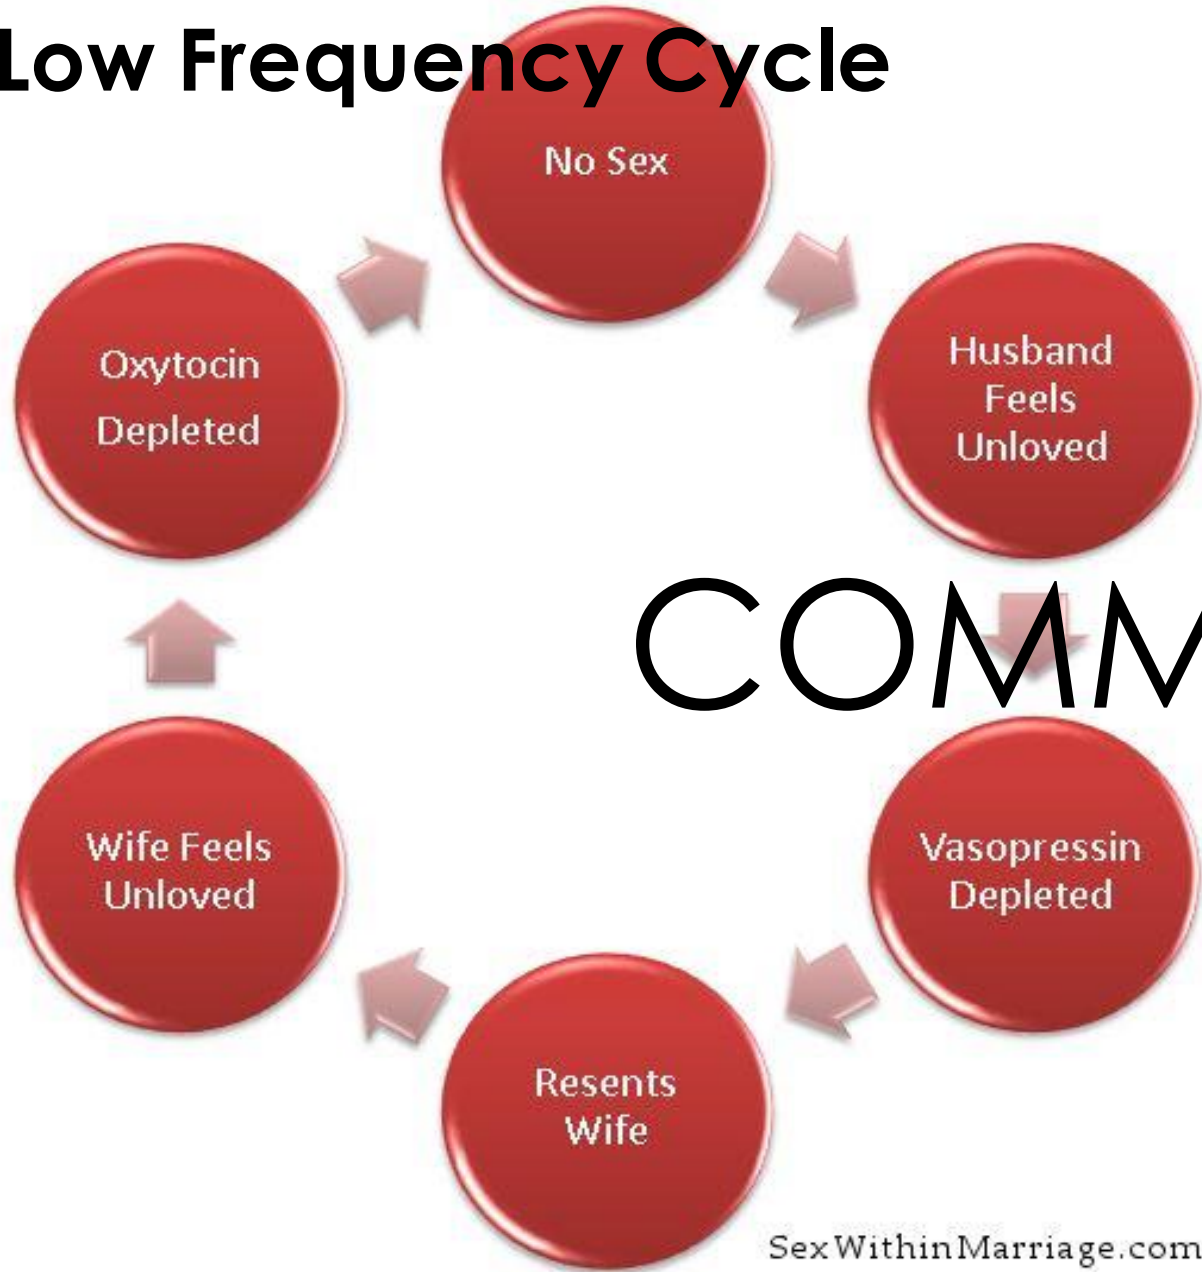 Low Frequency Cycle
No Sex
Husband
Feels
Unloved
COMM
Vasopressin
Depleted
Resents
Wife
Wife Feels
Unloved
Oxytocin
Depleted
SexWithinMarriage.com